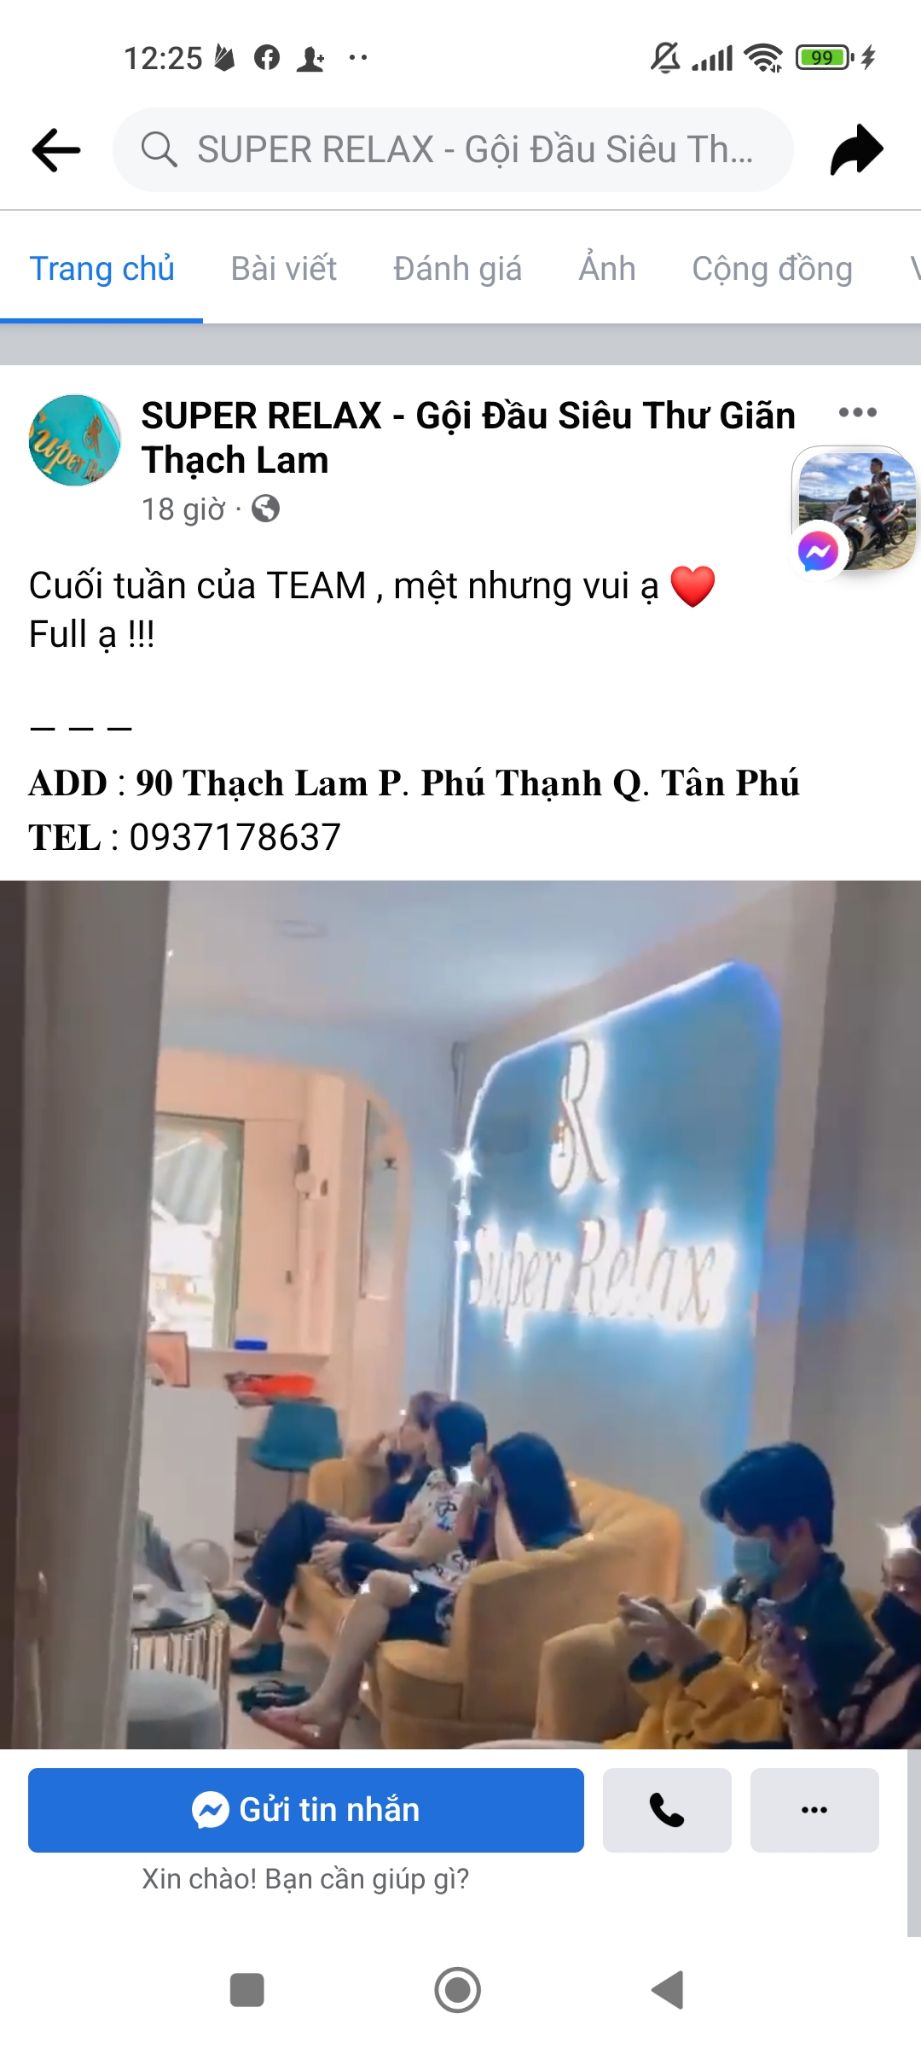 12:25
99
SUPER RELAX - Gội Đầu Siêu Th...
Trang chủ Bài viết Đánh giá Ảnh Cộng đồng
SUPER RELAX - Gội Đầu Siêu Thư Giãn
Thạch Lam
18 giờ ·
Cuối tuần của TEAM , mệt nhưng vui ạ ❤️
Full ạ !!!
— — —
ADD : 90 Thạch Lam P. Phú Thạnh Q. Tân Phú
TEL : 0937178637
Super Relax
Gửi tin nhắn
Xin chào! Bạn cần giúp gì?